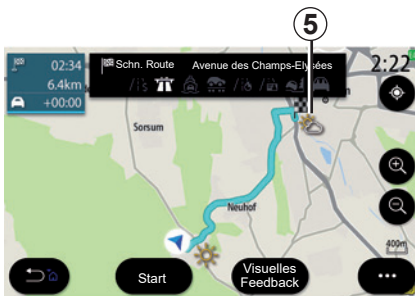 5
02:34
6.4km
+00:00
Schn. Route Avenue des Champs-Elysées
2:22
Sorsum
Neuhof
400m
Start
Visuelles
Feedback